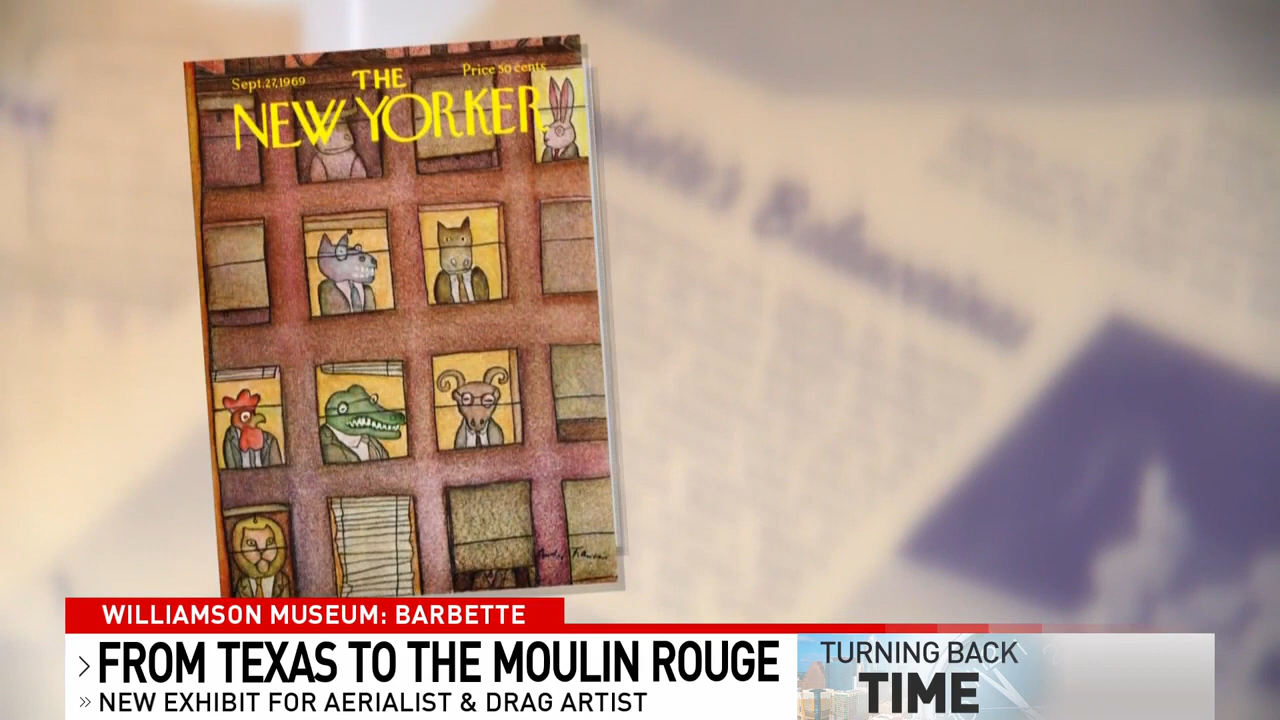 Sept. 27, 1969
THE
Price 50 cents
NEW YORKER
WILLIAMSON MUSEUM: BARBETTE
FROM TEXAS TO THE MOULIN ROUGE
NEW EXHIBIT FOR AERIALIST & DRAG ARTIST
TURNING BACK
TIME